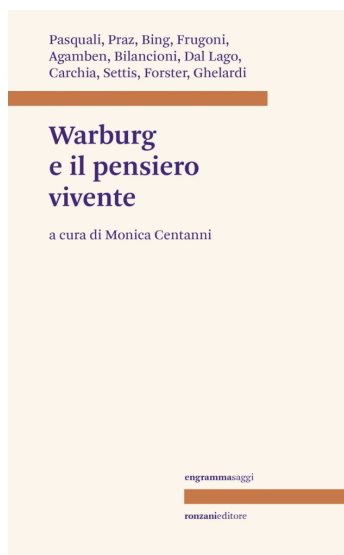 Pasquali, Praz, Bing, Frugoni,
Agamben, Bilancioni, Dal Lago,
Carchia, Settis, Forster, Ghelardi
Warburg
e il pensiero
vivente
a cura di Monica Centanni
engrammasaggi
ronzanieditore